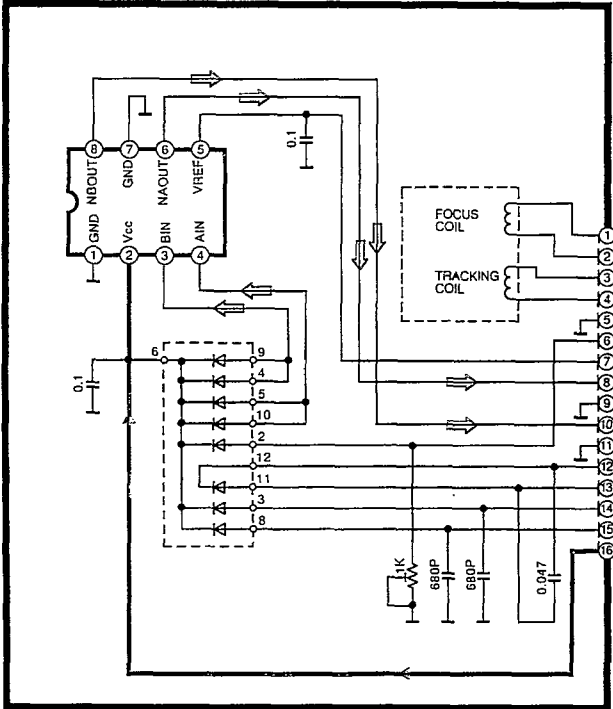 8 7 6 5
NBOUT GND NAOUT VREF
GND Vcc BIN AIN
1 2 3 4
0.1
FOCUS
COIL
TRACKING
COIL
1
2
3
4
5
6
7
8
9
10
11
12
13
14
15
16
6
9
4
5
10
2
12
11
3
8
0.1
1K
680P
680P
0.047